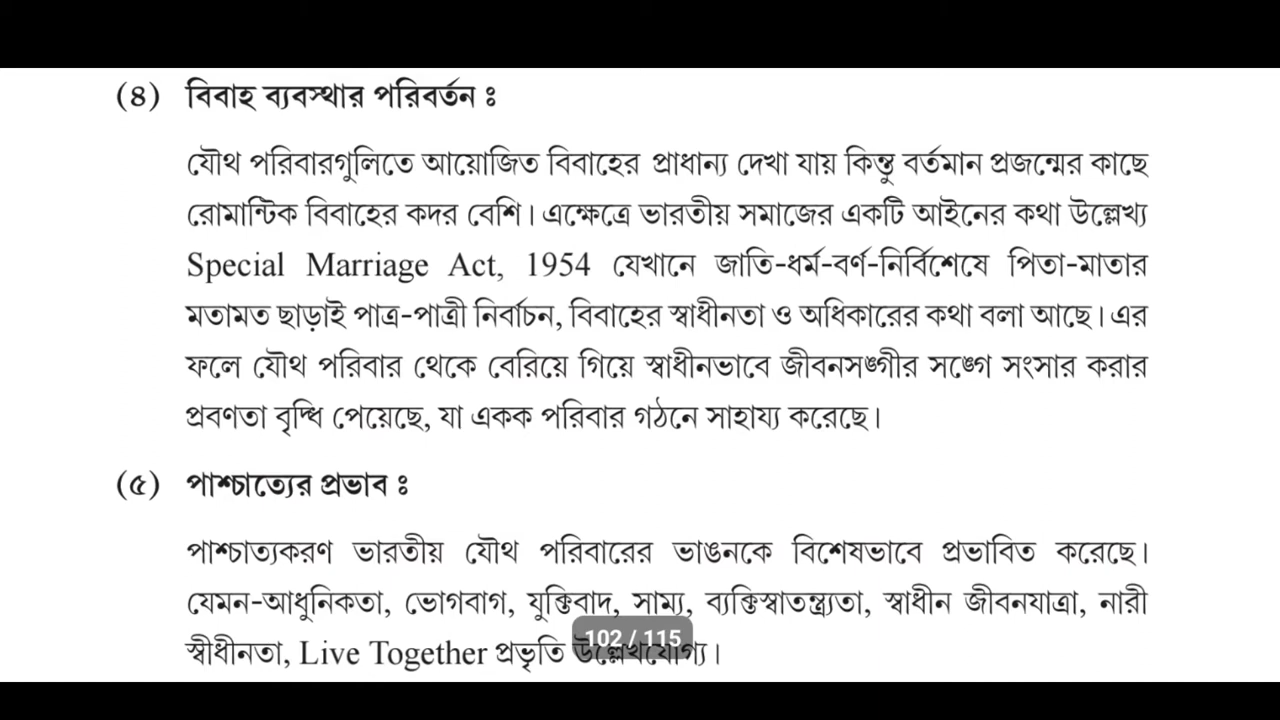 (৪) বিবাহ ব্যবস্থার পরিবর্তন ঃ
যৌথ পরিবারগুলিতে আয়োজিত বিবাহের প্রাধান্য দেখা যায় কিন্তু বর্তমান প্রজন্মের কাছে
রোমান্টিক বিবাহের কদর বেশি। এক্ষেত্রে ভারতীয় সমাজের একটি আইনের কথা উল্লেখ্য
Special Marriage Act, 1954 যেখানে জাতি-ধর্ম-বর্ণ-নির্বিশেষে পিতা-মাতার
মতামত ছাড়াই পাত্র-পাত্রী নির্বাচন, বিবাহের স্বাধীনতা ও অধিকারের কথা বলা আছে। এর
ফলে যৌথ পরিবার থেকে বেরিয়ে গিয়ে স্বাধীনভাবে জীবনসঙ্গীর সঙ্গে সংসার করার
প্রবণতা বৃদ্ধি পেয়েছে, যা একক পরিবার গঠনে সাহায্য করেছে।
(৫) পাশ্চাত্যের প্রভাব ঃ
পাশ্চাত্যকরণ ভারতীয় যৌথ পরিবারের ভাঙনকে বিশেষভাবে প্রভাবিত করেছে।
যেমন-আধুনিকতা, ভোগবাগ, যুক্তিবাদ, সাম্য, ব্যক্তিস্বাতন্ত্র্যতা, স্বাধীন জীবনযাত্রা, নারী
স্বীধীনতা, Live Together প্রভৃতি উল্লেখযোগ্য।
102 / 115